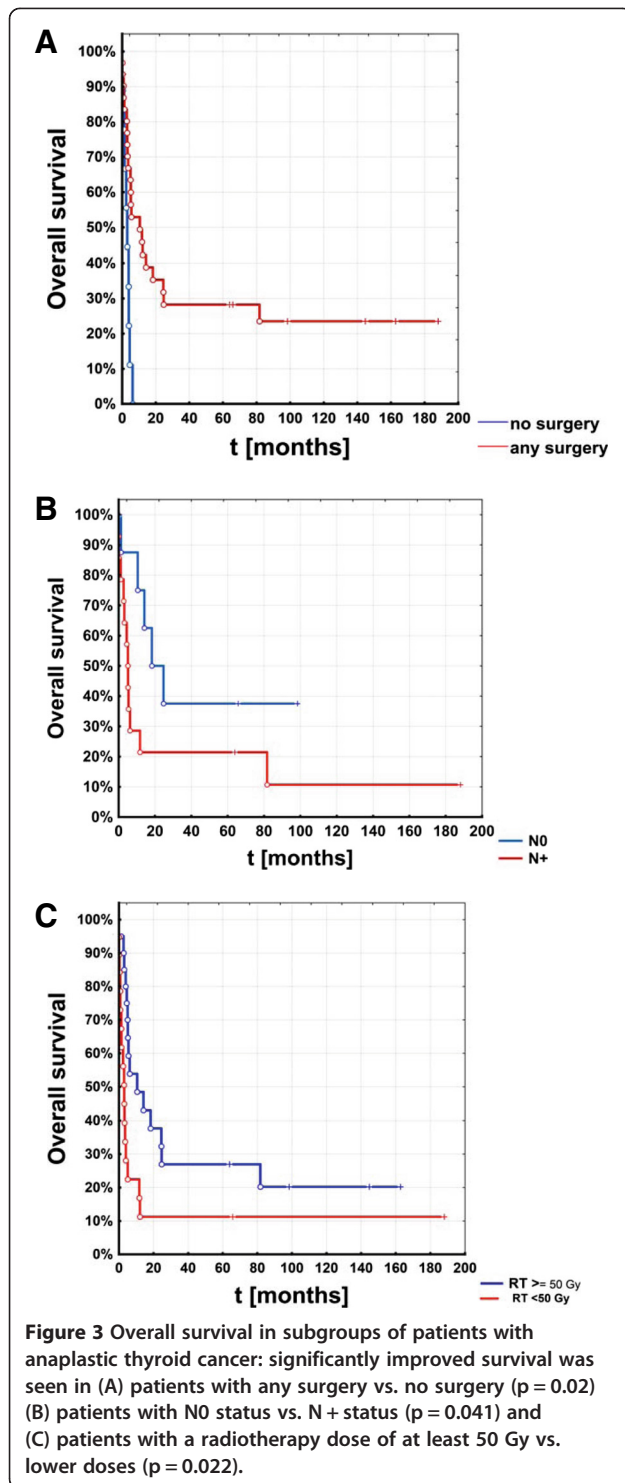 A
100%
90%
80%
70%
60%
50%
40%
30%
20%
10%
0%
Overall survival
0 20 40 60 80 100 120 140 160 180 200
t [months]
no surgery
any surgery
B
100%
90%
80%
70%
60%
50%
40%
30%
20%
10%
0%
Overall survival
0 20 40 60 80 100 120 140 160 180 200
t [months]
N0
N+
C
100%
90%
80%
70%
60%
50%
40%
30%
20%
10%
0%
Overall survival
0 20 40 60 80 100 120 140 160 180 200
t [months]
RT >= 50 Gy
RT <50 Gy
Figure 3 Overall survival in subgroups of patients with
anaplastic thyroid cancer: significantly improved survival was
seen in (A) patients with any surgery vs. no surgery (p = 0.02)
(B) patients with N0 status vs. N + status (p = 0.041) and
(C) patients with a radiotherapy dose of at least 50 Gy vs.
lower doses (p = 0.022).